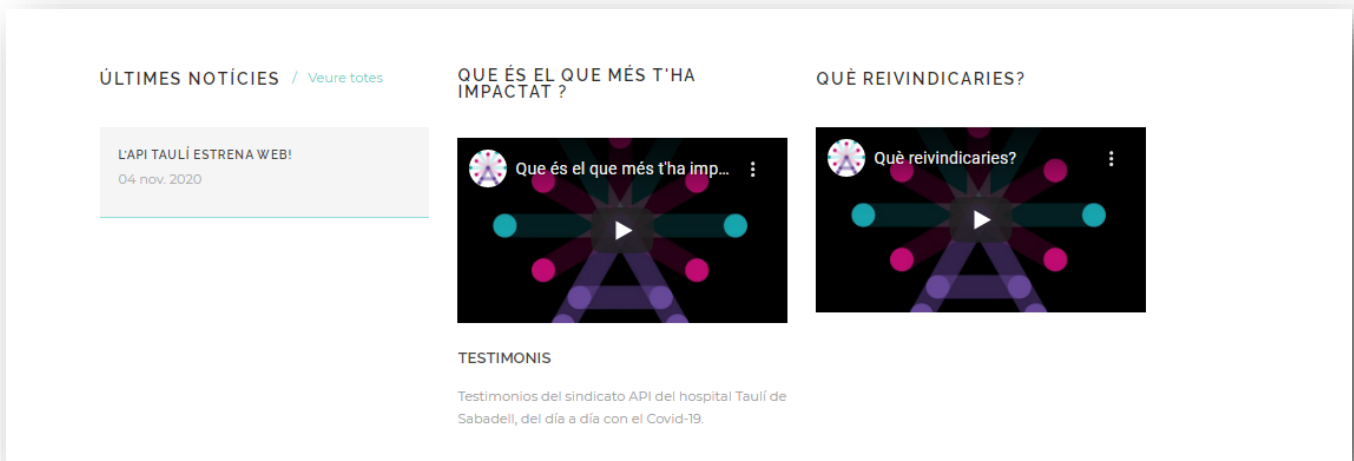 ÚLTIMES NOTÍCIES / Veure totes
L'API TAULÍ ESTRENA WEB!
04 nov. 2020
QUE ÉS EL QUE MÉS T'HA
IMPACTAT ?
Que és el que més t'ha imp...
TESTIMONIS
Testimonios del sindicato API del hospital Taulí de
Sabadell, del día a día con el Covid-19.
QUÈ REIVINDICARIES?
Què reivindicaries?